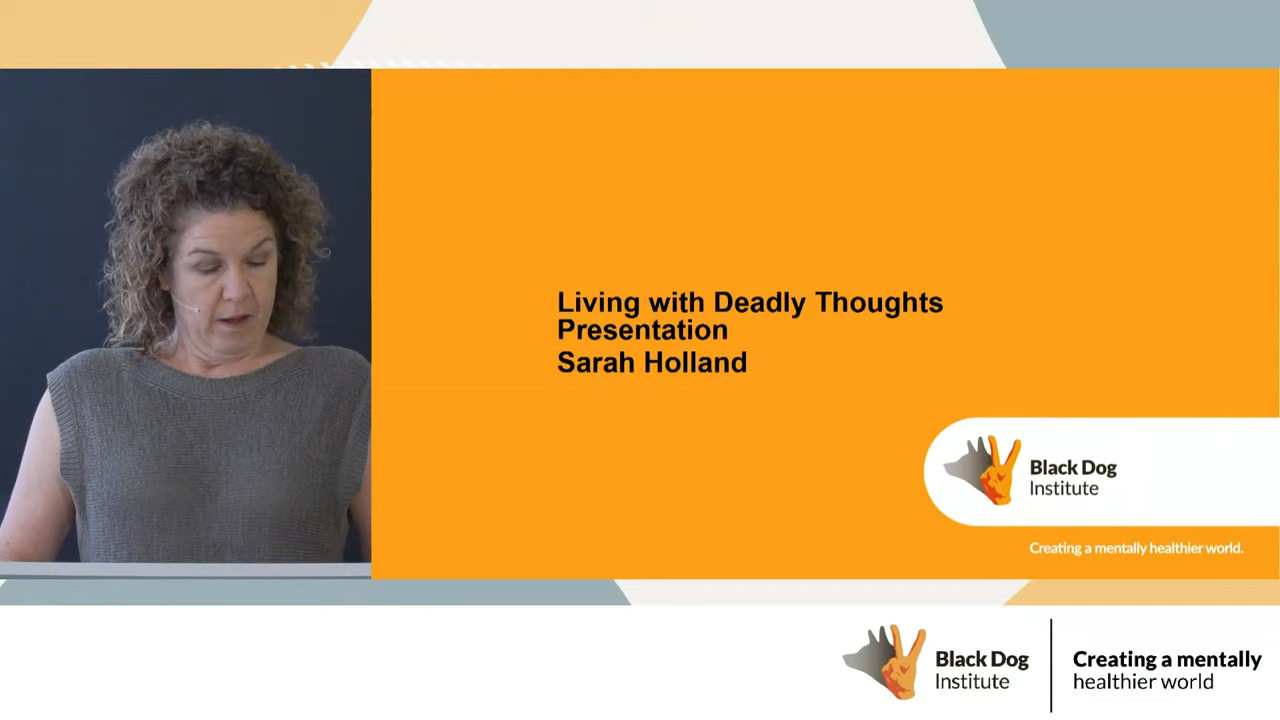 Living with Deadly Thoughts
Presentation
Sarah Holland
Black Dog
Institute
Creating a mentally healthier world.
Black Dog
Institute
Creating a mentally
healthier world